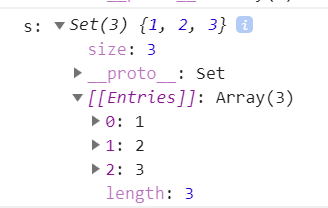 s: ▼ Set(3) {1, 2, 3} i
size: 3
▶ __proto__: Set
▼ [[Entries]]: Array(3)
▶ 0: 1
▶ 1: 2
▶ 2: 3
length: 3